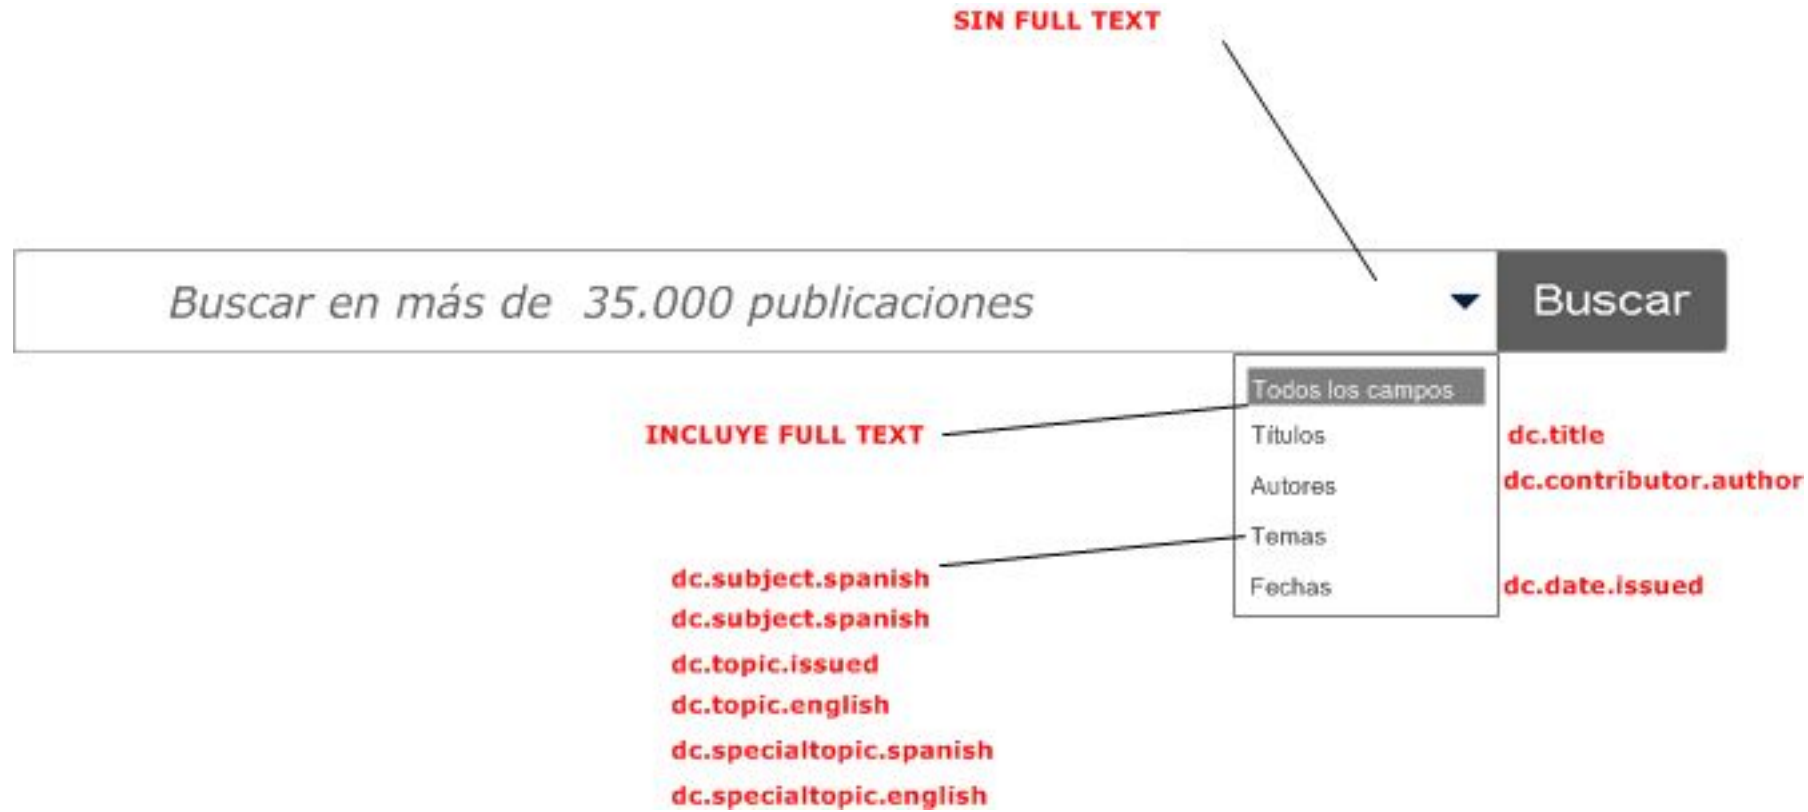 SIN FULL TEXT
Buscar en más de 35.000 publicaciones
Buscar
Todos los campos
INCLUYE FULL TEXT
Títulos
dc.title
Autores
dc.contributor.author
Temas
dc.subject.spanish
Fechas
dc.date.issued
dc.subject.spanish
dc.topic.issued
dc.topic.english
dc.specialtopic.spanish
dc.specialtopic.english